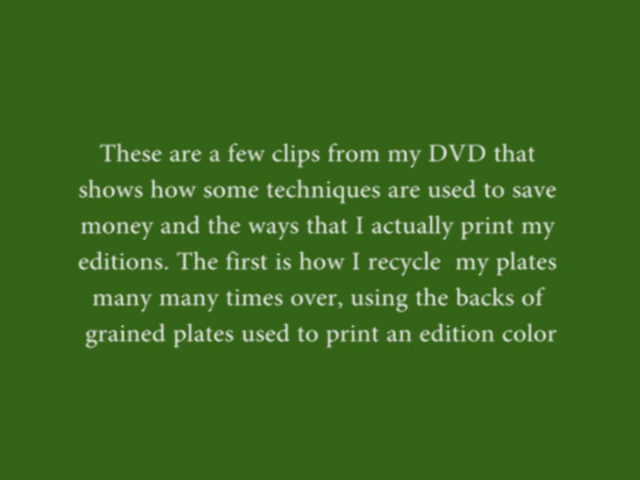 These are a few clips from my DVD that
shows how some techniques are used to save
money and the ways that I actually print my
editions. The first is how I recycle my plates
many many times over, using the backs of
grained plates used to print an edition color